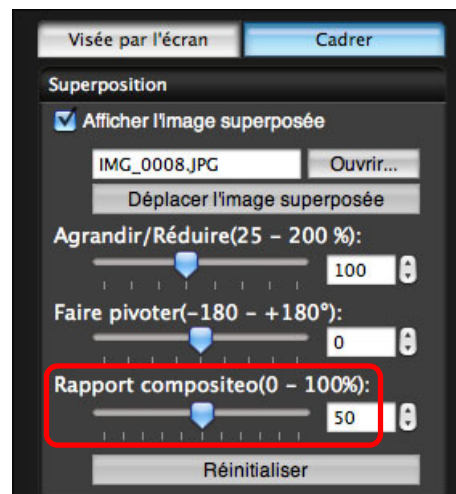 Visée par l'écran Cadrer
Superposition
Afficher l'image superposée
IMG_0008.JPG Ouvrir...
Déplacer l'image superposée
Agrandir/Réduire(25 – 200 %):
100
Faire pivoter(–180 – +180°):
0
Rapport compositeo(0 – 100%):
50
Réinitialiser